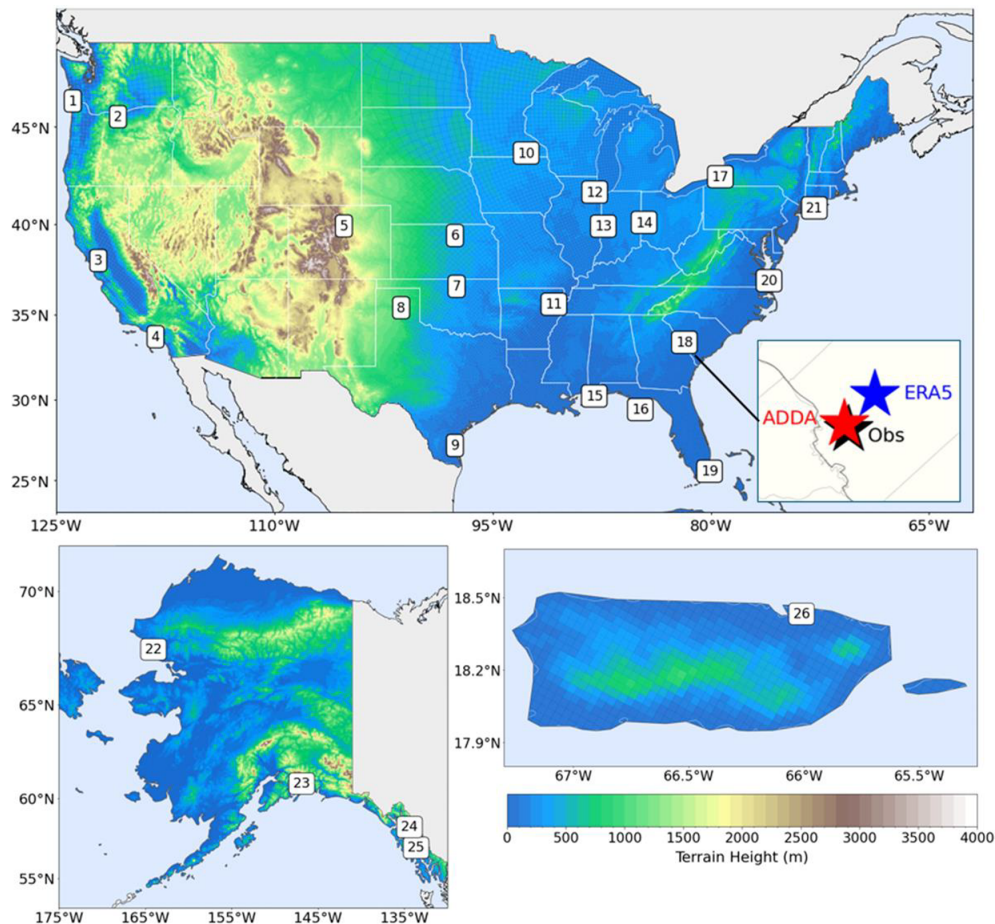 1
2
45°N
10
17
12
5
13
14
21
40°N
6
3
7
20
8
11
35°N
4
18
15
30°N
16
ERA5
ADDA
Obs
9
19
25°N
125°W 110°W 95°W 80°W 65°W
70°N
22
65°N
23
60°N
24
25
55°N
175°W 165°W 155°W 145°W 135°W
18.5°N
26
18.2°N
17.9°N
67°W 66.5°W 66°W 65.5°W
0 500 1000 1500 2000 2500 3000 3500 4000
Terrain Height (m)